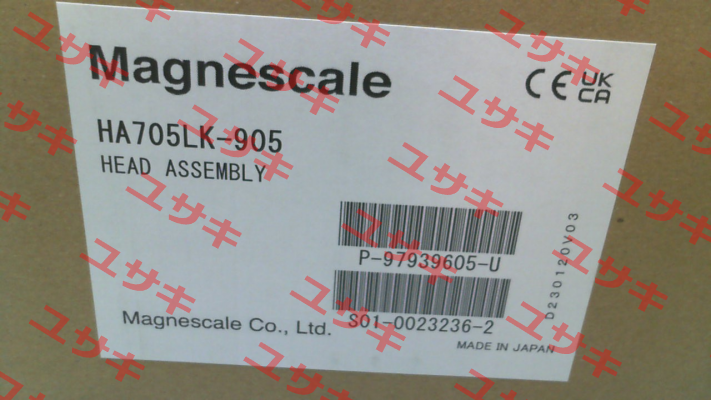 Magnescale
CE UK CA
HA705LK-905
HEAD ASSEMBLY
P-97939605-U
S01-0023236-2
D230120V03
Magnescale Co., Ltd.
MADE IN JAPAN
ユサキ